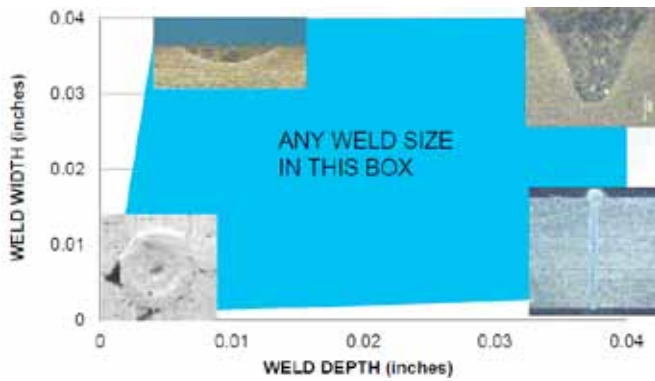 0.04
0.03
0.02
0.01
0
WELD WIDTH (inches)
ANY WELD SIZE
IN THIS BOX
0
0.01
0.02
0.03
0.04
WELD DEPTH (inches)